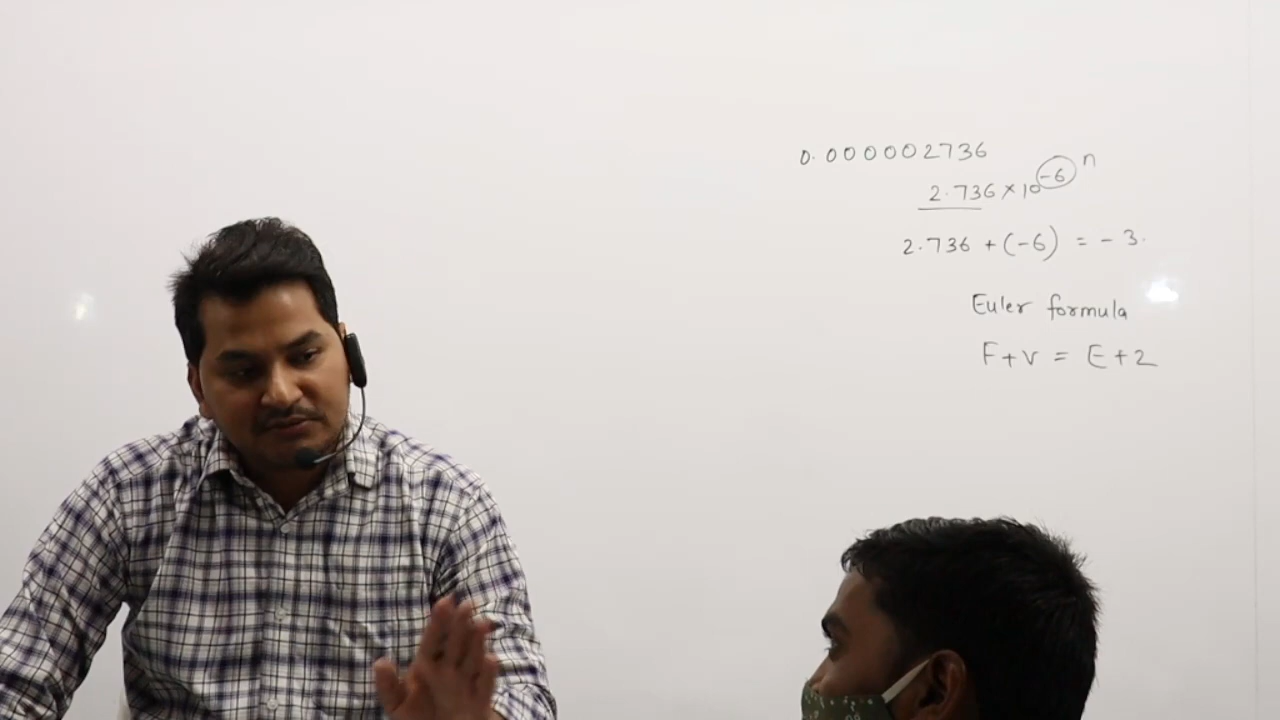 0.000002736
2.736 × 10^-6 n
2.736 + (-6) = - 3.
Euler formula
F+V = E+2